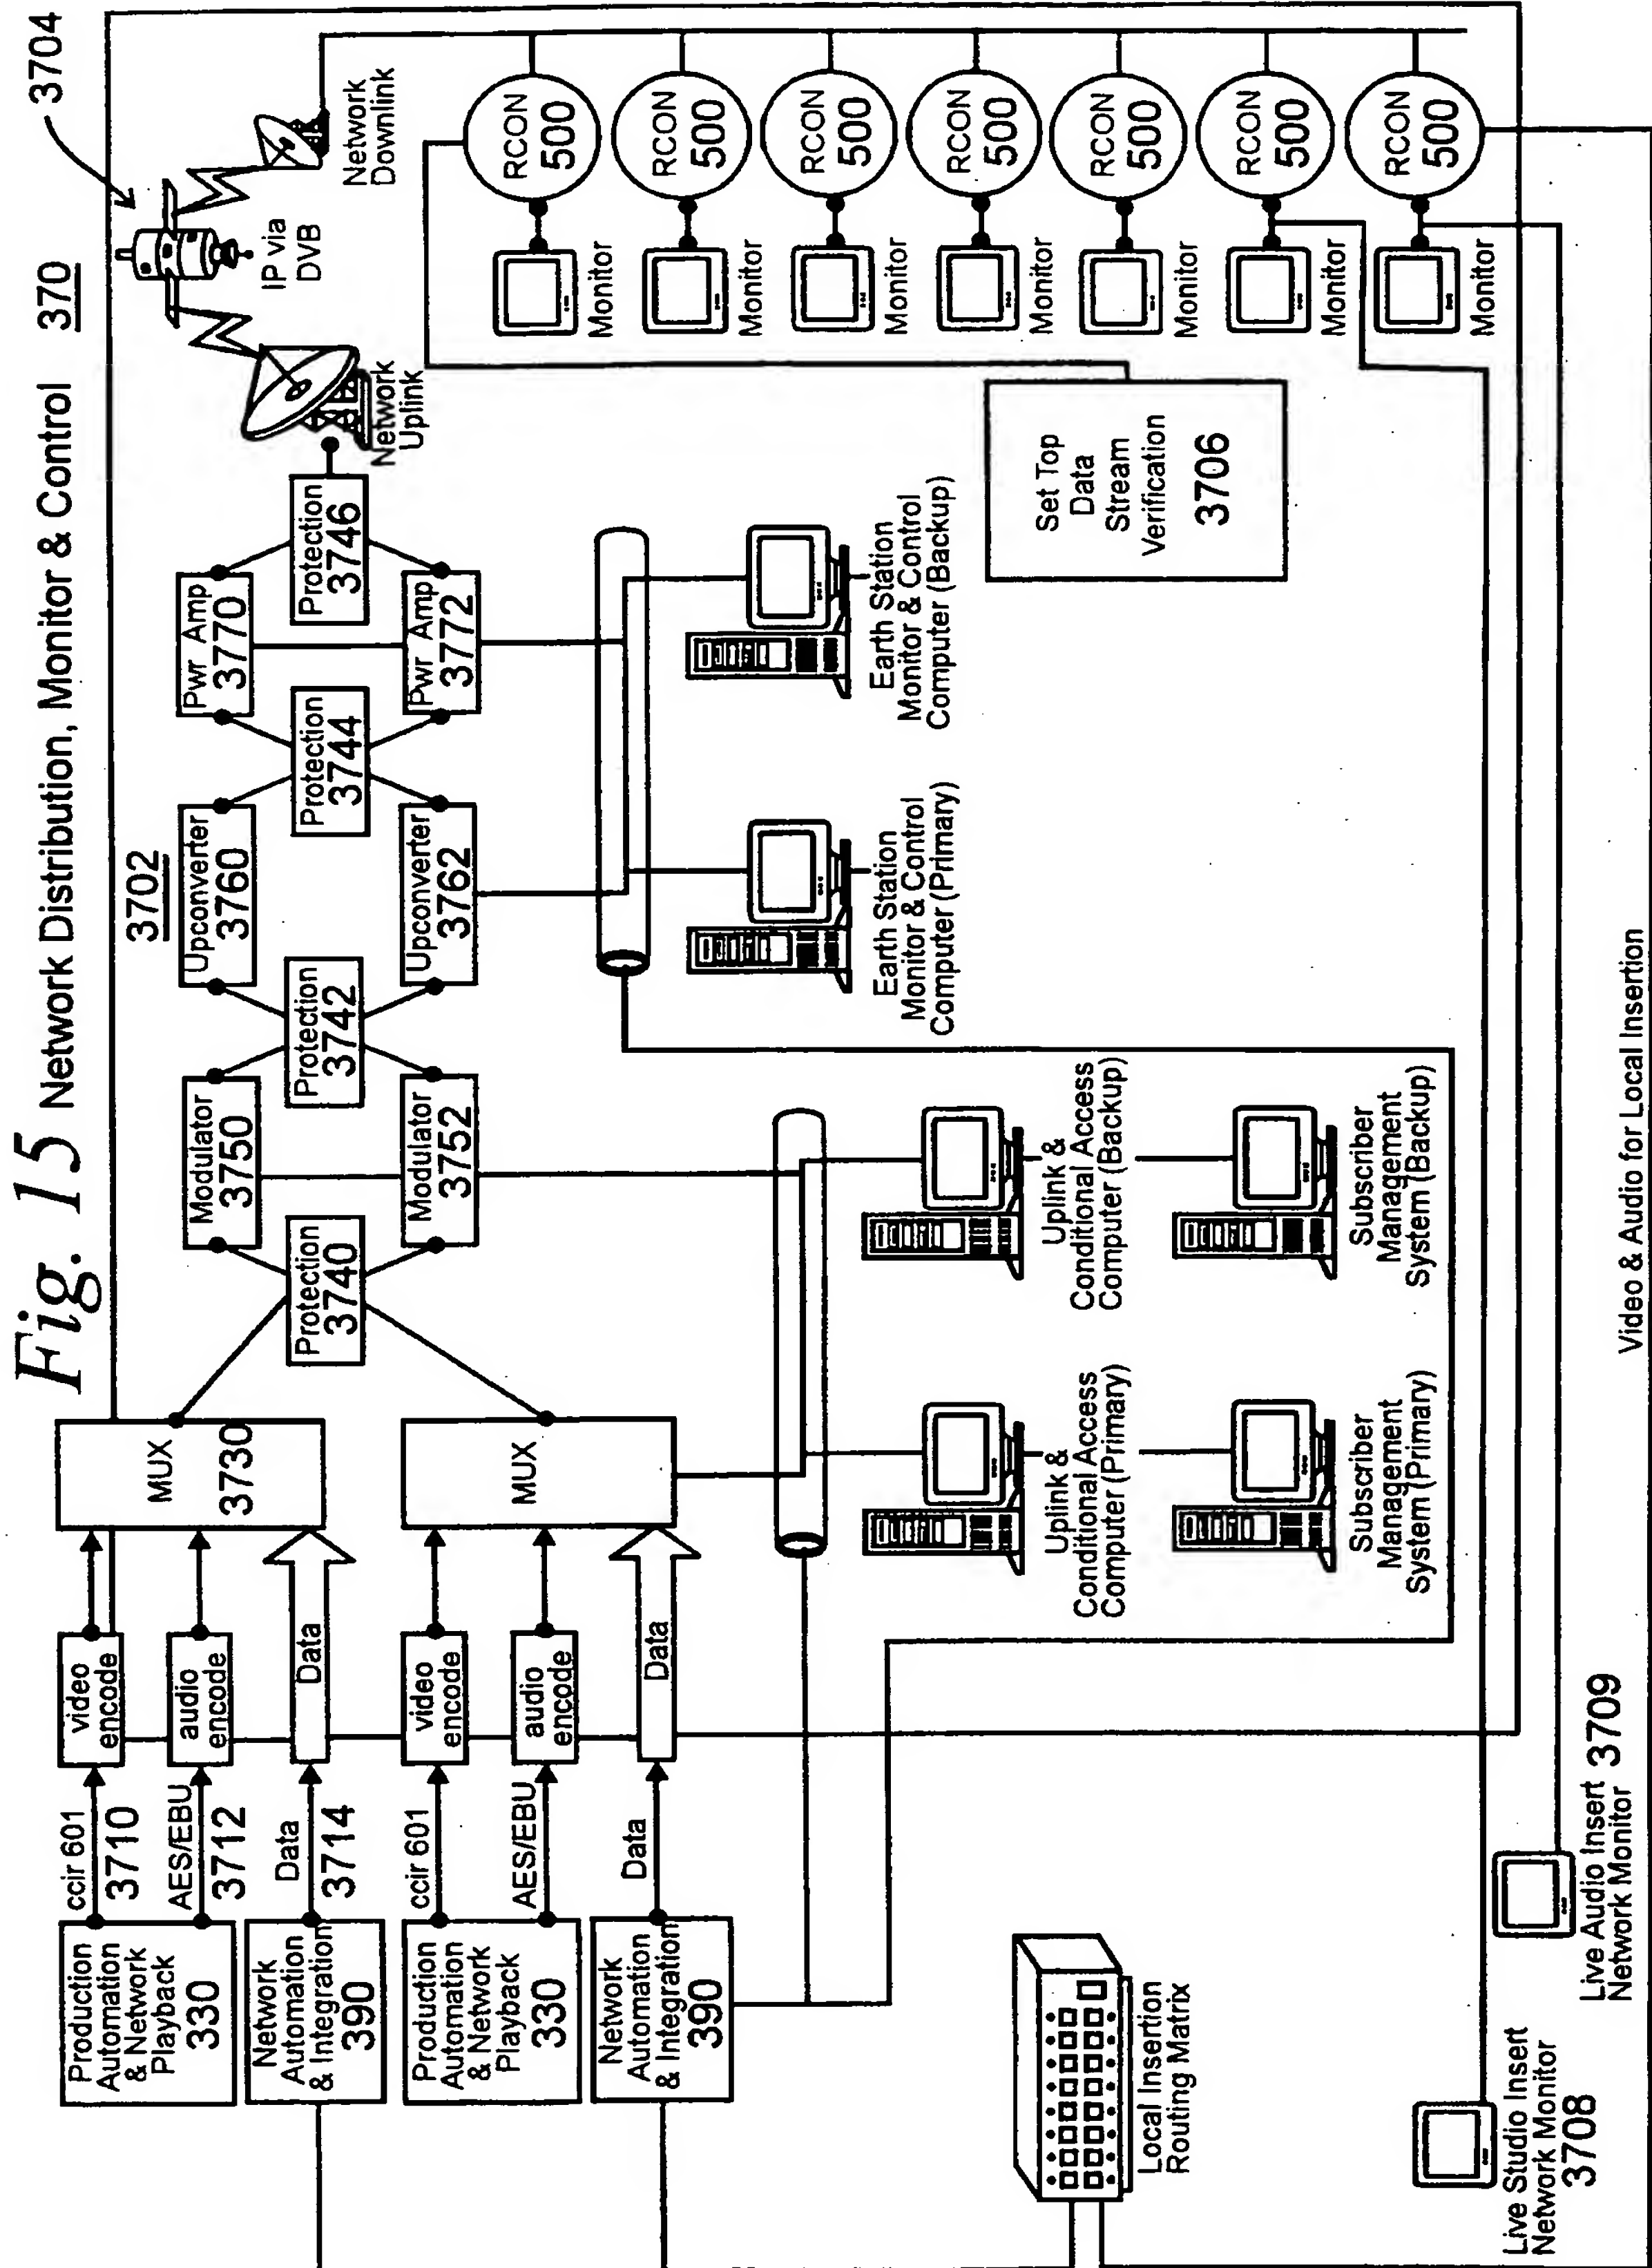 Fig. 15 Network Distribution, Monitor & Control 370
3704
3702
Production
Automation
& Network
Playback
330
ccir 601
3710
AES/EBU
3712
video
encode
audio
encode
Network
Automation
& Integration
390
Data
3714
Data
MUX
3730
Production
Automation
& Network
Playback
330
ccir 601
AES/EBU
video
encode
audio
encode
Network
Automation
& Integration
390
Data
Data
MUX
Protection
3740
Modulator
3750
Modulator
3752
Protection
3742
Upconverter
3760
Upconverter
3762
Protection
3744
Pwr Amp
3770
Pwr Amp
3772
Protection
3746
Network
Uplink
IP via
DVB
Network
Downlink
RCON
500
Monitor
RCON
500
Monitor
RCON
500
Monitor
RCON
500
Monitor
RCON
500
Monitor
RCON
500
Monitor
RCON
500
Monitor
Earth Station
Monitor & Control
Computer (Primary)
Earth Station
Monitor & Control
Computer (Backup)
Set Top
Data
Stream
Verification
3706
Uplink &
Conditional Access
Computer (Primary)
Uplink &
Conditional Access
Computer (Backup)
Subscriber
Management
System (Primary)
Subscriber
Management
System (Backup)
Local Insertion
Routing Matrix
Live Studio Insert
Network Monitor
3708
Live Audio Insert 3709
Network Monitor
Video & Audio for Local Insertion